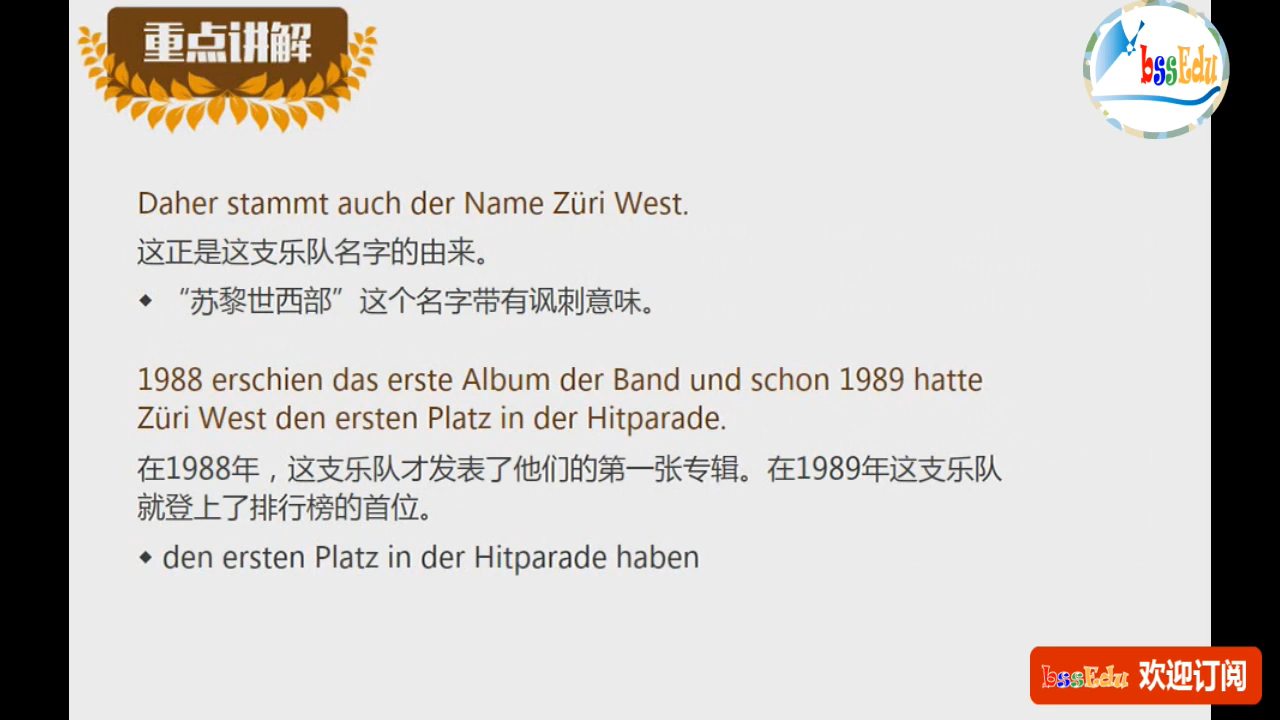 重点讲解
bssEdu
Daher stammt auch der Name Züri West.
这正是这支乐队名字的由来。
◆ “苏黎世西部”这个名字带有讽刺意味。
1988 erschien das erste Album der Band und schon 1989 hatte
Züri West den ersten Platz in der Hitparade.
在1988年，这支乐队才发表了他们的第一张专辑。在1989年这支乐队
就登上了排行榜的首位。
◆ den ersten Platz in der Hitparade haben
bssEdu 欢迎订阅